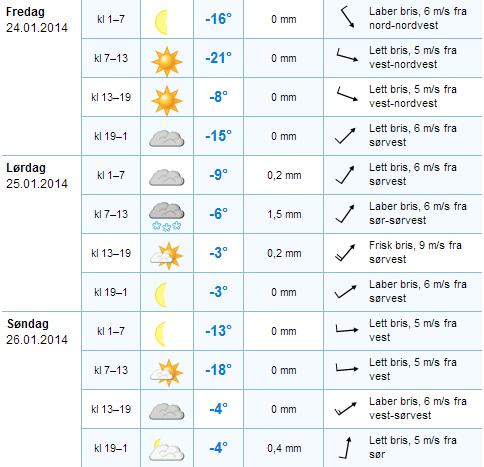 Fredag
24.01.2014
kl 1–7 -16° 0 mm Laber bris, 6 m/s fra
nord-nordvest
kl 7–13 -21° 0 mm Lett bris, 5 m/s fra
vest-nordvest
kl 13–19 -8° 0 mm Lett bris, 5 m/s fra
vest-nordvest
kl 19–1 -15° 0 mm Lett bris, 6 m/s fra
sørvest
Lørdag
25.01.2014
kl 1–7 -9° 0,2 mm Lett bris, 6 m/s fra
sørvest
kl 7–13 -6° 1,5 mm Laber bris, 6 m/s fra
sør-sørvest
kl 13–19 -3° 0,2 mm Frisk bris, 9 m/s fra
sørvest
kl 19–1 -3° 0 mm Laber bris, 6 m/s fra
sørvest
Søndag
26.01.2014
kl 1–7 -13° 0 mm Lett bris, 5 m/s fra
vest
kl 7–13 -18° 0 mm Lett bris, 5 m/s fra
vest
kl 13–19 -4° 0 mm Laber bris, 6 m/s fra
vest-sørvest
kl 19–1 -4° 0,4 mm Lett bris, 5 m/s fra
sør